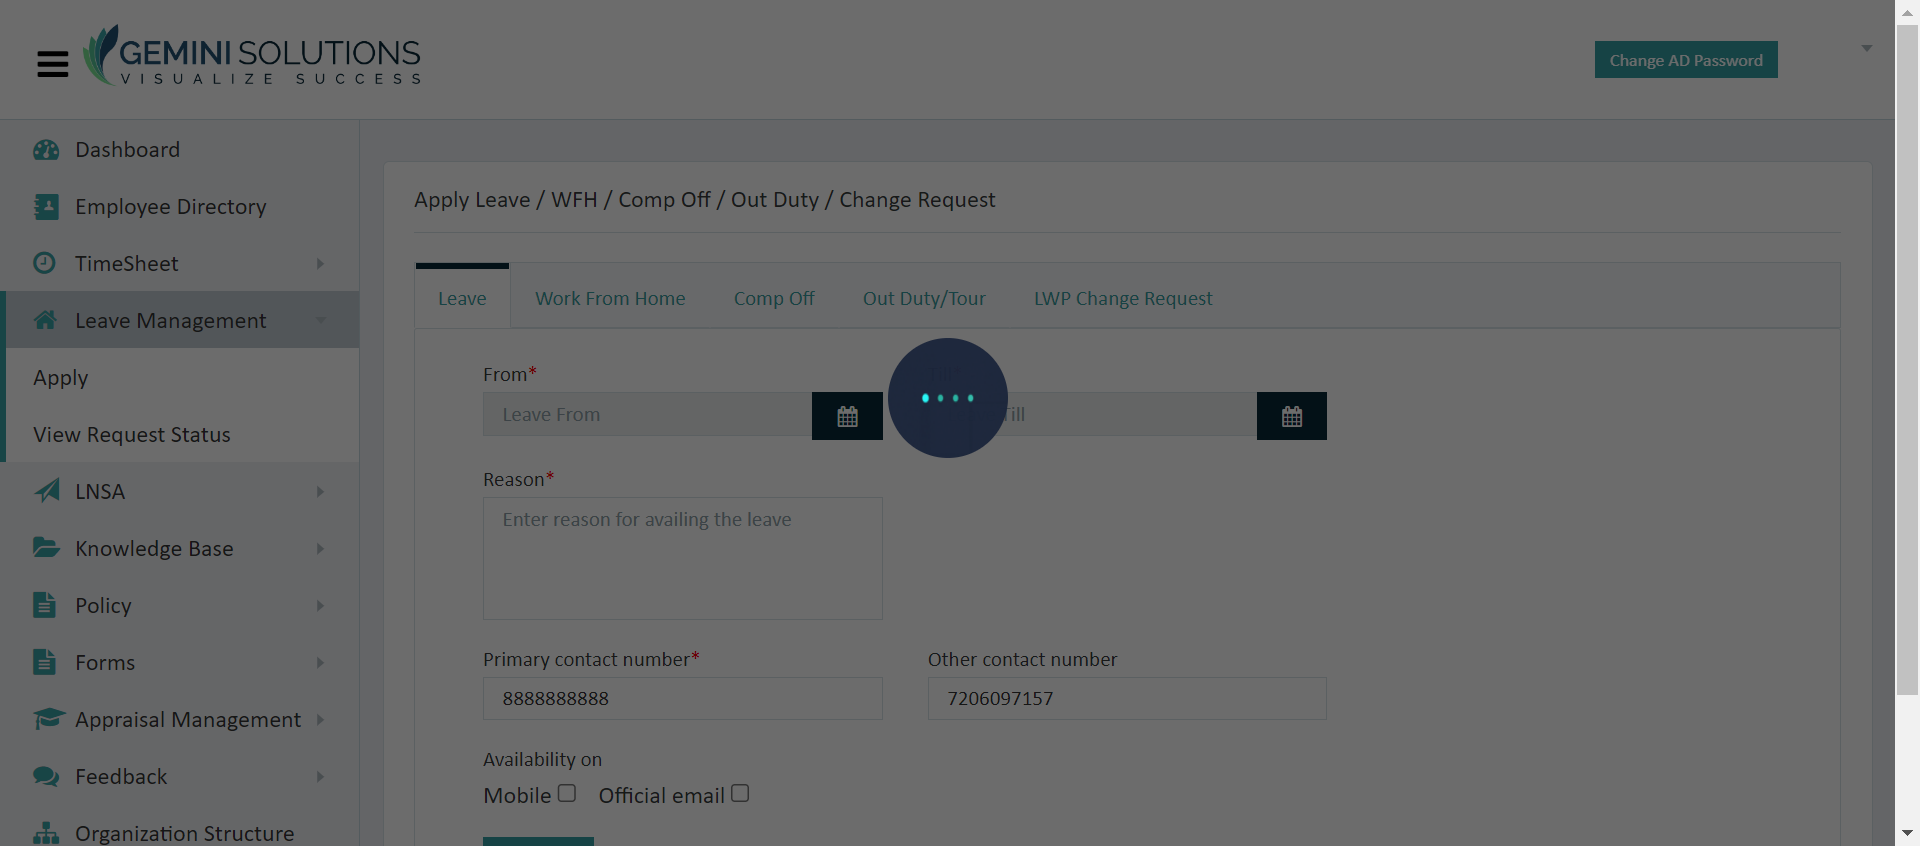 GEMINI SOLUTIONS
VISUALIZE SUCCESS
Change AD Password
Dashboard
Employee Directory
TimeSheet
Leave Management
Apply
View Request Status
LNSA
Knowledge Base
Policy
Forms
Appraisal Management
Feedback
Organization Structure
Apply Leave / WFH / Comp Off / Out Duty / Change Request
Leave
Work From Home
Comp Off
Out Duty/Tour
LWP Change Request
From*
Leave From
Till
Reason*
Enter reason for availing the leave
Primary contact number*
Other contact number
8888888888
7206097157
Availability on
Mobile
Official email